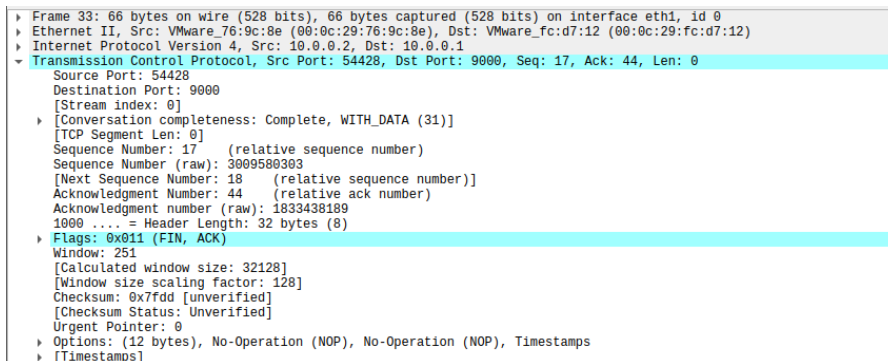 Frame 33: 66 bytes on wire (528 bits), 66 bytes captured (528 bits) on interface eth1, id 0
Ethernet II, Src: VMware_76:9c:8e (00:0c:29:76:9c:8e), Dst: VMware_fc:d7:12 (00:0c:29:fc:d7:12)
Internet Protocol Version 4, Src: 10.0.0.2, Dst: 10.0.0.1
Transmission Control Protocol, Src Port: 54428, Dst Port: 9000, Seq: 17, Ack: 44, Len: 0
Source Port: 54428
Destination Port: 9000
[Stream index: 0]
[Conversation completeness: Complete, WITH_DATA (31)]
[TCP Segment Len: 0]
Sequence Number: 17    (relative sequence number)
Sequence Number (raw): 3009580303
[Next Sequence Number: 18    (relative sequence number)]
Acknowledgment Number: 44    (relative ack number)
Acknowledgment number (raw): 1833438189
1000 .... = Header Length: 32 bytes (8)
Flags: 0x011 (FIN, ACK)
Window: 251
[Calculated window size: 32128]
[Window size scaling factor: 128]
Checksum: 0x7fdd [unverified]
[Checksum Status: Unverified]
Urgent Pointer: 0
Options: (12 bytes), No-Operation (NOP), No-Operation (NOP), Timestamps
[Timestamps]